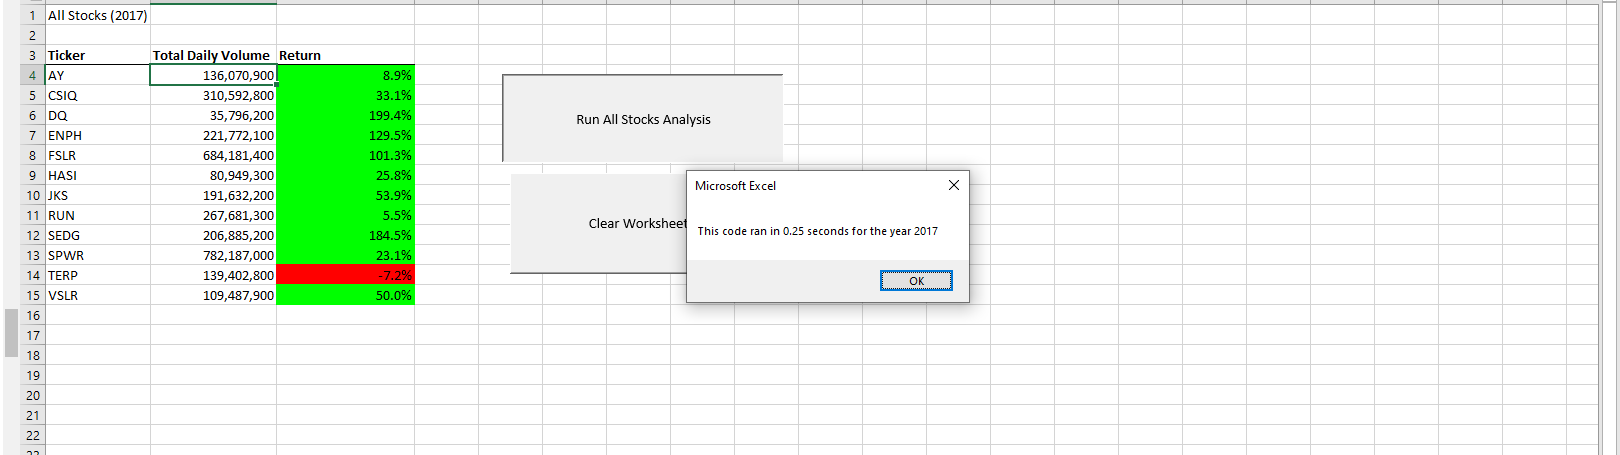 1 All Stocks (2017)
2
3 Ticker Total Daily Volume Return
4 AY 136,070,900 8.9%
5 CSIQ 310,592,800 33.1%
6 DQ 35,796,200 199.4%
7 ENPH 221,772,100 129.5%
8 FSLR 684,181,400 101.3%
9 HASI 80,949,300 25.8%
10 JKS 191,632,200 53.9%
11 RUN 267,681,300 5.5%
12 SEDG 206,885,200 184.5%
13 SPWR 782,187,000 23.1%
14 TERP 139,402,800 -7.2%
15 VSLR 109,487,900 50.0%
16
17
18
19
20
21
22
Run All Stocks Analysis
Clear Worksheet
Microsoft Excel
This code ran in 0.25 seconds for the year 2017
OK